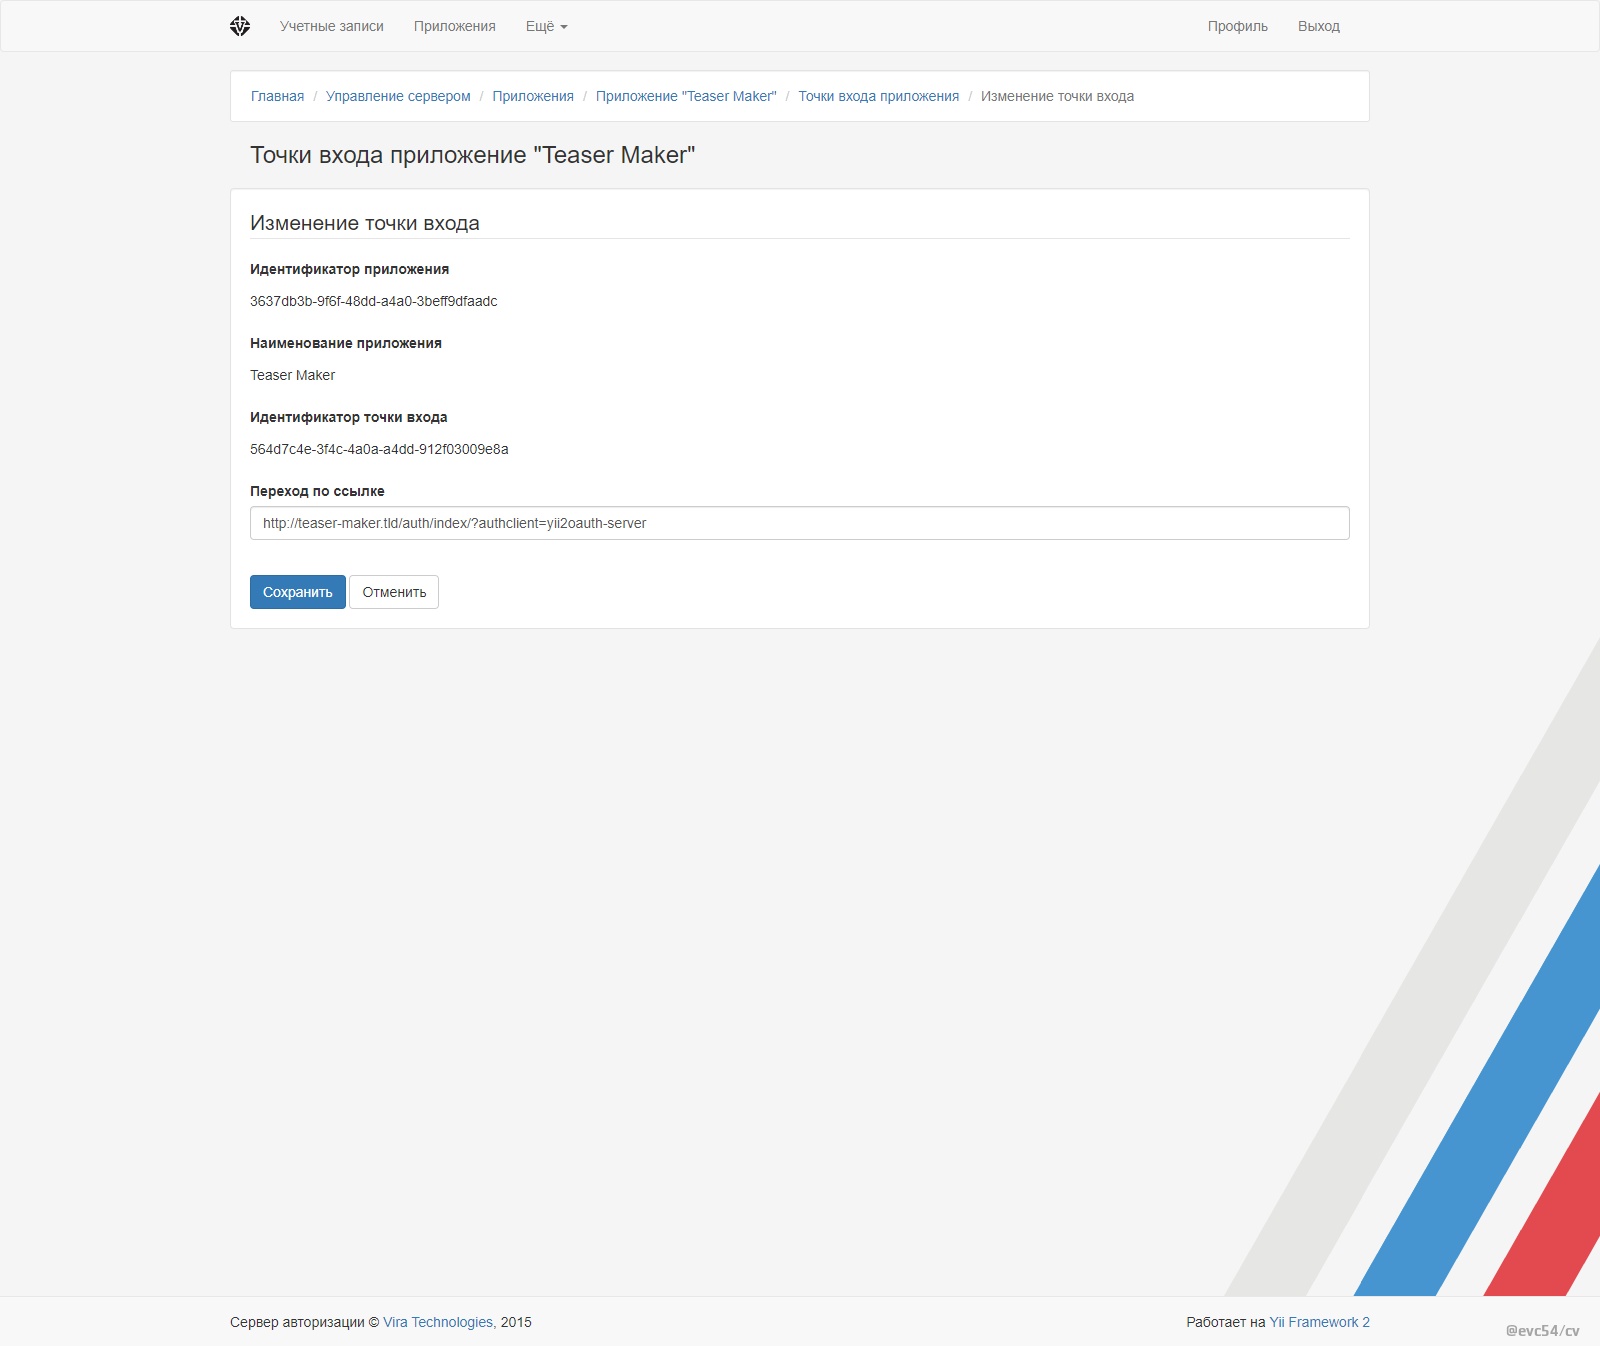 Учетные записи Приложения Ещё Профиль Выход
Главная / Управление сервером / Приложения / Приложение "Teaser Maker" / Точки входа приложения / Изменение точки входа
Точки входа приложение "Teaser Maker"
Изменение точки входа
Идентификатор приложения
3637db3b-9f6f-48dd-a4a0-3beff9dfaadc
Наименование приложения
Teaser Maker
Идентификатор точки входа
564d7c4e-3f4c-4a0a-a4dd-912f03009e8a
Переход по ссылке
http://teaser-maker.tld/auth/index/?authclient=yii2oauth-server
Сохранить Отменить
Сервер авторизации © Vira Technologies, 2015 Работает на Yii Framework 2
@evc54/cv